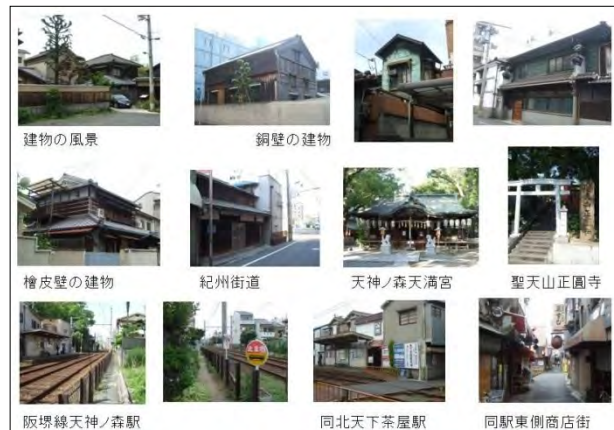 建物の風景
銅壁の建物
檜皮壁の建物
紀州街道
天神ノ森天満宮
聖天山正圓寺
阪堺線天神ノ森駅
同北天下茶屋駅
同駅東側商店街